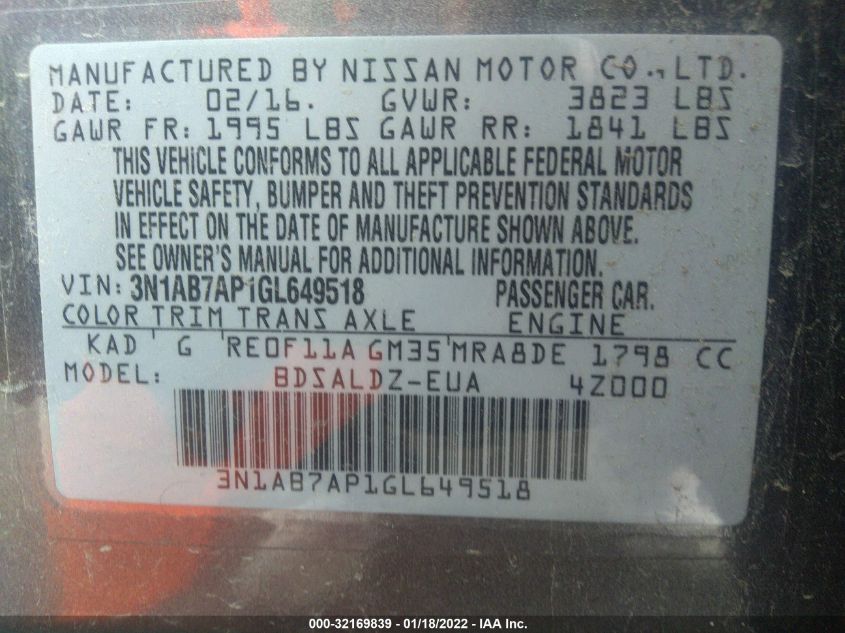 MANUFACTURED BY NISSAN MOTOR CO., LTD.
DATE: 02/16. GVWR: 3823 LBS
GAWR FR: 1995 LBS GAWR RR: 1841 LBS
THIS VEHICLE CONFORMS TO ALL APPLICABLE FEDERAL MOTOR
VEHICLE SAFETY, BUMPER AND THEFT PREVENTION STANDARDS
IN EFFECT ON THE DATE OF MANUFACTURE SHOWN ABOVE.
SEE OWNER'S MANUAL FOR ADDITIONAL INFORMATION.
VIN: 3N1AB7AP1GL649518 PASSENGER CAR.
COLOR TRIM TRANS AXLE ENGINE
KAD ' G 'RE0F11A GM35'MRA8DE 1798 CC
MODEL: BDSALDZ-EUA 4Z000
3N1AB7AP1GL649518
000-32169839 – 01/18/2022 – IAA Inc.